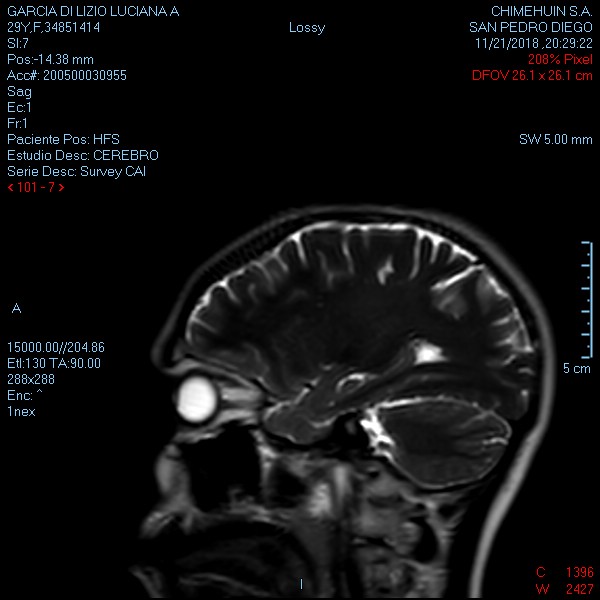 GARCIA DI LIZIO LUCIANA A
29Y,F,34851414
Sl:7
Pos:-14.38 mm
Acc#: 200500030955
Sag
Ec:1
Fr:1
Paciente Pos: HFS
Estudio Desc: CEREBRO
Serie Desc: Survey CAI
< 101 - 7 >
Lossy
CHIMEHUIN S.A.
SAN PEDRO DIEGO
11/21/2018 ,20:29:22
208% Pixel
DFOV 26.1 x 26.1 cm
SW 5.00 mm
A
15000.00//204.86
Etl:130 TA:90.00
288x288
Enc: ^
1nex
5 cm
I
C 1396
W 2427